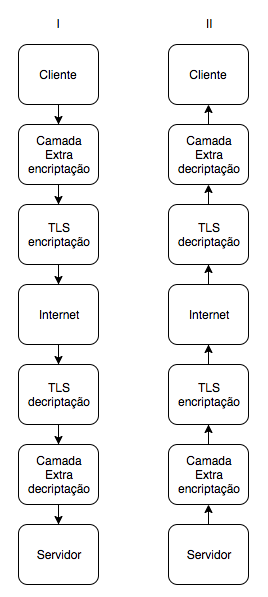 I
Cliente
Camada
Extra
encriptação
TLS
encriptação
Internet
TLS
decriptação
Camada
Extra
decriptação
Servidor
II
Cliente
Camada
Extra
decriptação
TLS
decriptação
Internet
TLS
encriptação
Camada
Extra
encriptação
Servidor